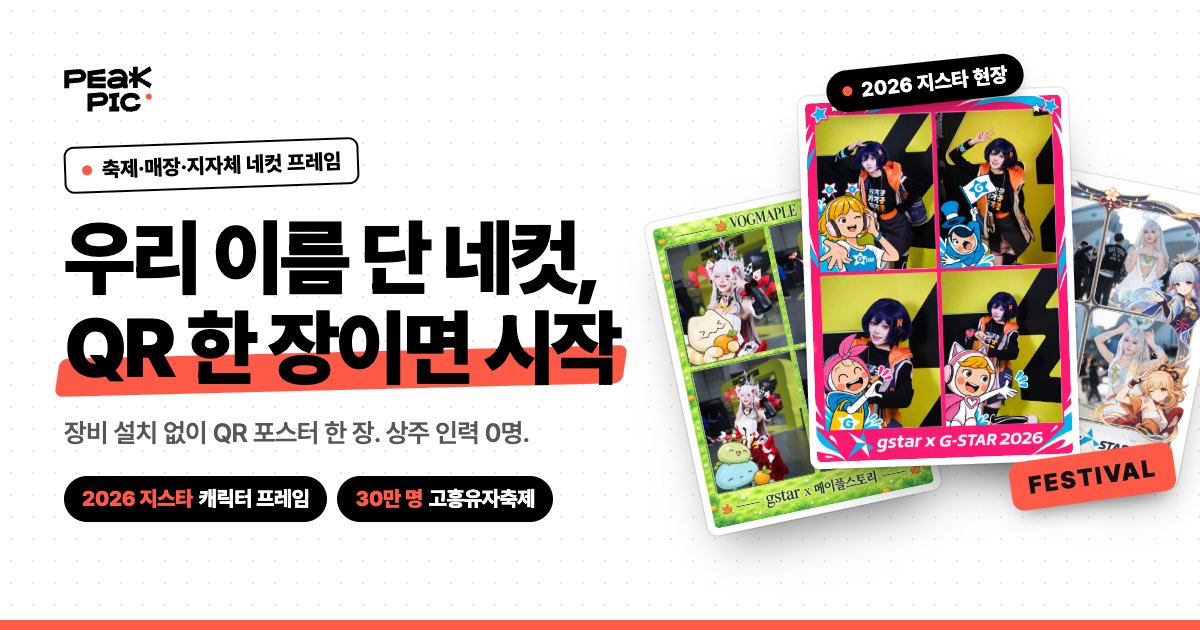 PEAK
PIC
축제·매장·지자체 네컷 프레임
우리 이름 단 네컷,
QR 한 장이면 시작
장비 설치 없이 QR 포스터 한 장. 상주 인력 0명.
2026 지스타 캐릭터 프레임
30만 명 고흥유자축제
2026 지스타 현장
VOGMAPLE
gstar x 메이플스토리
gstar x G-STAR 2026
STAR
FESTIVAL